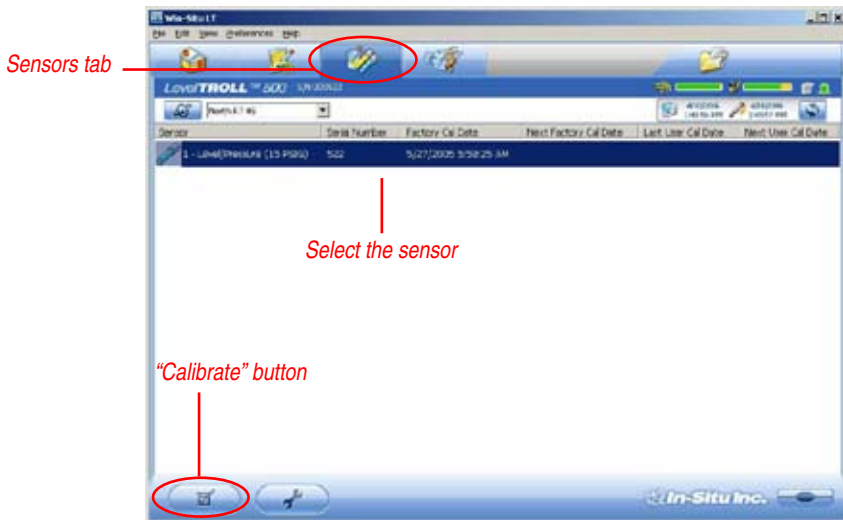 Win-Situ LT
File Edit View Preferences Help
Sensors tab
LevelTROLL ™ 500 S/N
Sensor Serial Number Factory Cal Date Next Factory Cal Date Last User Cal Date Next User Cal Date
1 - Level/Pressure (15 PSIG) 522 5/27/2005 5:58:25 AM
Select the sensor
“Calibrate” button
In-Situ Inc.